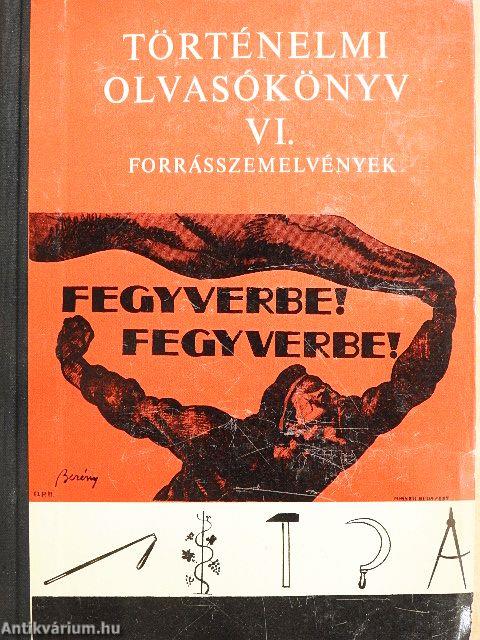 TÖRTÉNELMI
OLVASÓKÖNYV
VI.
FORRÁSSZEMELVÉNYEK
FEGYVERBE!
FEGYVERBE!
Berény
Antikvárium.hu